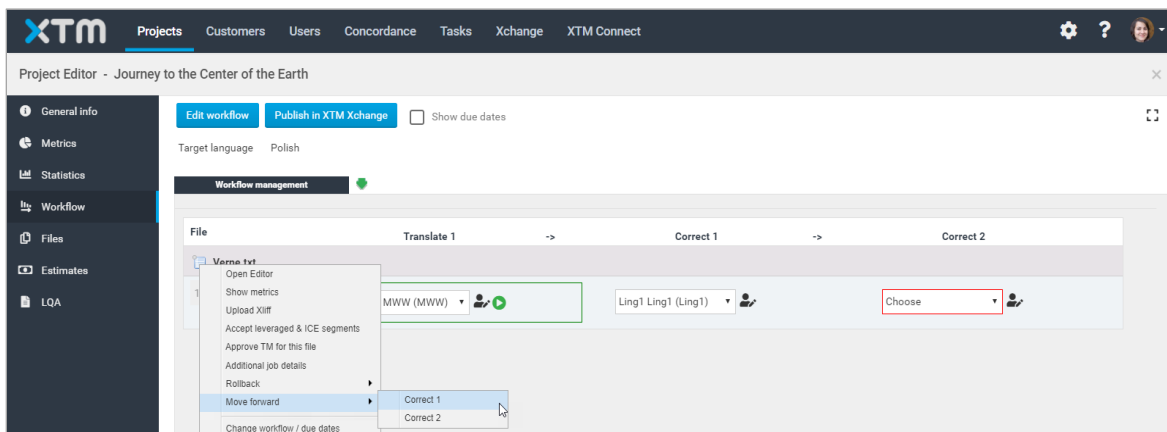 XTM Projects Customers Users Concordance Tasks Xchange XTM Connect ?
Project Editor - Journey to the Center of the Earth
General info
Metrics
Statistics
Workflow
Files
Estimates
LQA
Edit workflow Publish in XTM Xchange Show due dates
Target language Polish
Workflow management
File Translate 1 -> Correct 1 -> Correct 2
Verne.txt
MWW (MWW) Ling1 Ling1 (Ling1) Choose
Open Editor
Show metrics
Upload Xliff
Accept leveraged & ICE segments
Approve TM for this file
Additional job details
Rollback
Move forward
Correct 1
Correct 2
Change workflow / due dates